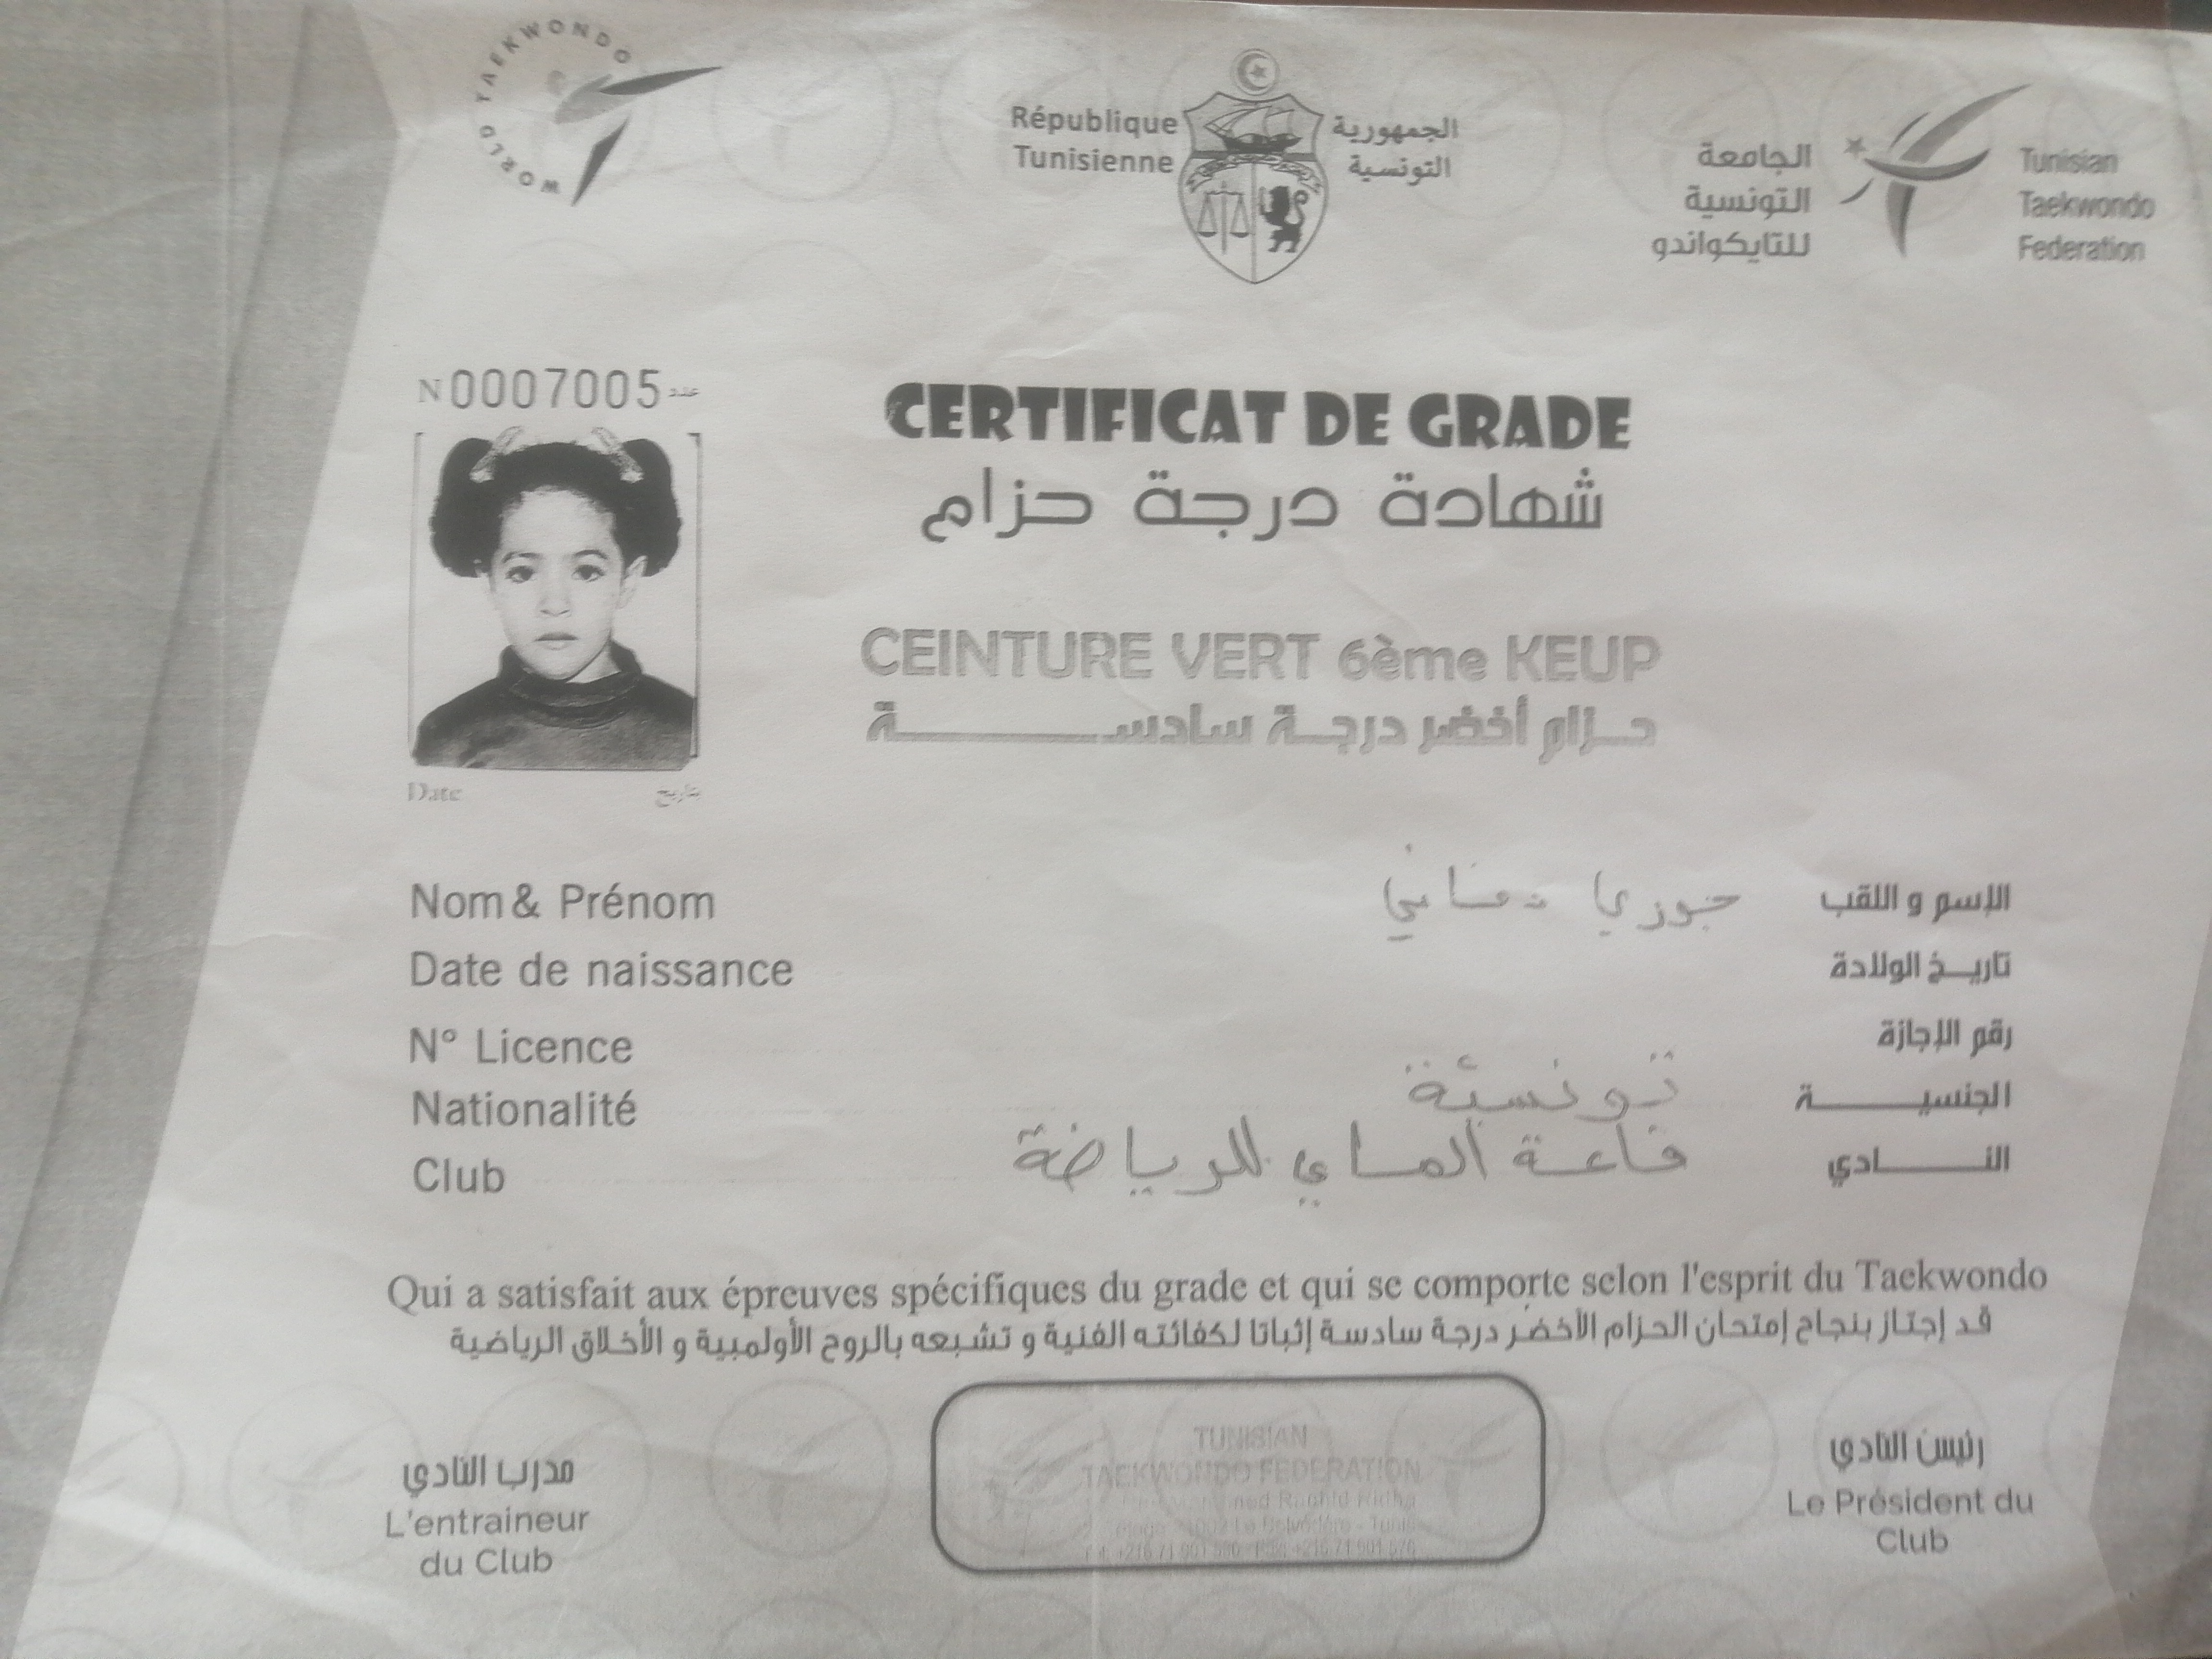 WORLD TAEKWONDO
République
Tunisienne
الجمهورية
التونسية
الجامعة
التونسية
للتايكواندو
Tunisian
Taekwondo
Federation
N 0007005 عدد
CERTIFICAT DE GRADE
شهادة درجة حزام
CEINTURE VERT 6ème KEUP
حزام أخضر درجة سادسة
Date تاريخ
Nom & Prénom جوري الإسم و اللقب
Date de naissance تاريخ الولادة
N° Licence رقم الإجازة
Nationalité تونسية الجنسية
Club قاعة الماي للرياضة النادي
Qui a satisfait aux épreuves spécifiques du grade et qui se comporte selon l'esprit du Taekwondo
قد إجتاز بنجاح إمتحان الحزام الأخضر درجة سادسة إثباتا لكفائته الفنية و تشبعه بالروح الأولمبية و الأخلاق الرياضية
مدرب النادي
L'entraineur
du Club
TUNISIAN
TAEKWONDO FEDERATION
رئيس النادي
Le Président du
Club